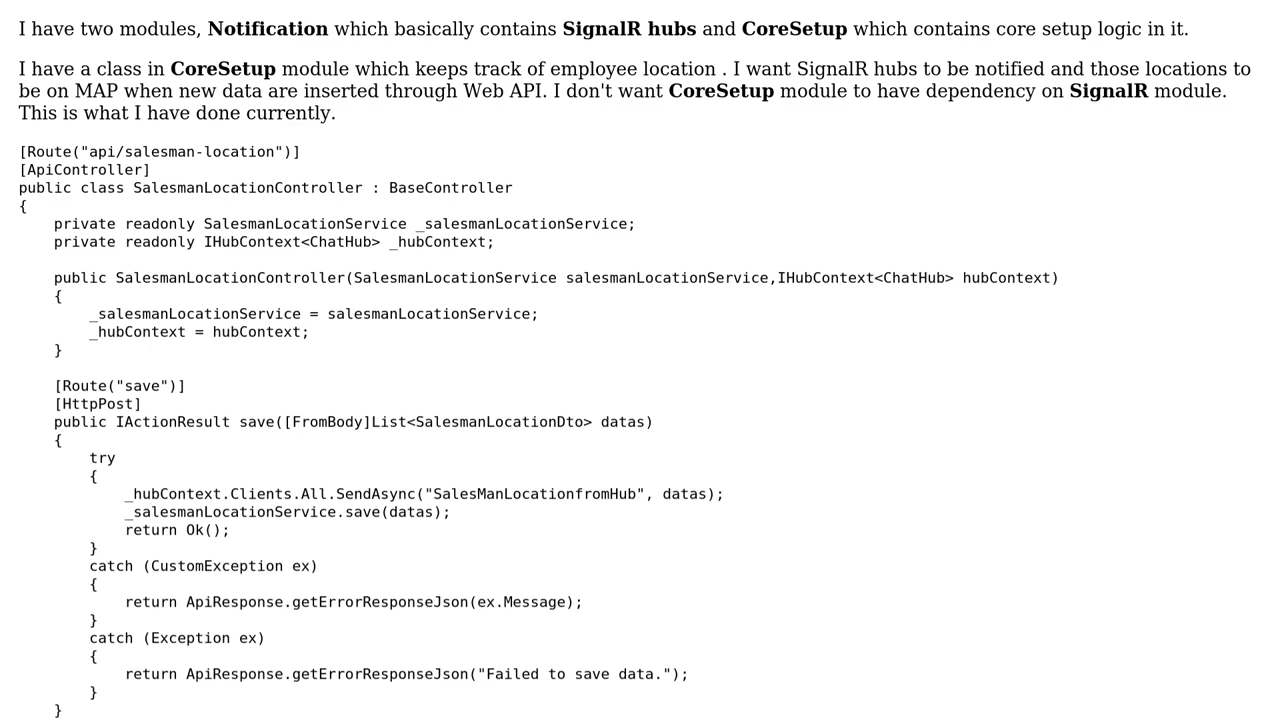 I have two modules, Notification which basically contains SignalR hubs and CoreSetup which contains core setup logic in it.
I have a class in CoreSetup module which keeps track of employee location . I want SignalR hubs to be notified and those locations to
be on MAP when new data are inserted through Web API. I don't want CoreSetup module to have dependency on SignalR module.
This is what I have done currently.
[Route("api/salesman-location")]
[ApiController]
public class SalesmanLocationController : BaseController
{
    private readonly SalesmanLocationService _salesmanLocationService;
    private readonly IHubContext<ChatHub> _hubContext;
    public SalesmanLocationController(SalesmanLocationService salesmanLocationService,IHubContext<ChatHub> hubContext)
    {
        _salesmanLocationService = salesmanLocationService;
        _hubContext = hubContext;
    }
    [Route("save")]
    [HttpPost]
    public IActionResult save([FromBody]List<SalesmanLocationDto> datas)
    {
        try
        {
            _hubContext.Clients.All.SendAsync("SalesManLocationfromHub", datas);
            _salesmanLocationService.save(datas);
            return Ok();
        }
        catch (CustomException ex)
        {
            return ApiResponse.getErrorResponseJson(ex.Message);
        }
        catch (Exception ex)
        {
            return ApiResponse.getErrorResponseJson("Failed to save data.");
        }
    }